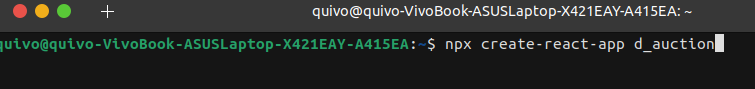 quivo@quivo-VivoBook-ASUSLaptop-X421EAY-A415EA: ~
quivo@quivo-VivoBook-ASUSLaptop-X421EAY-A415EA:~$ npx create-react-app d_auction